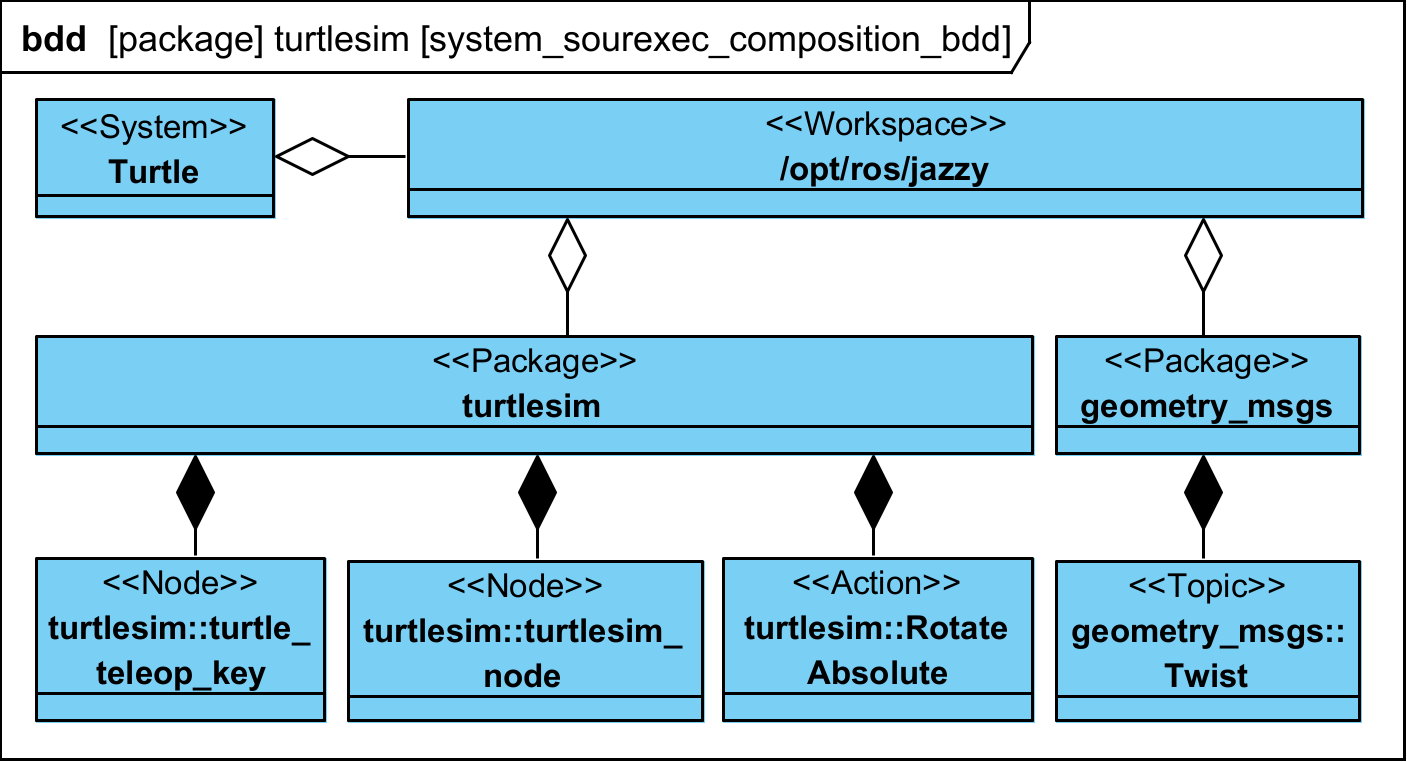 bdd [package] turtlesim [system_sourexec_composition_bdd]
<<System>>
Turtle
<<Workspace>>
/opt/ros/jazzy
<<Package>>
turtlesim
<<Package>>
geometry_msgs
<<Node>>
turtlesim::turtle_
teleop_key
<<Node>>
turtlesim::turtlesim_
node
<<Action>>
turtlesim::Rotate
Absolute
<<Topic>>
geometry_msgs::
Twist